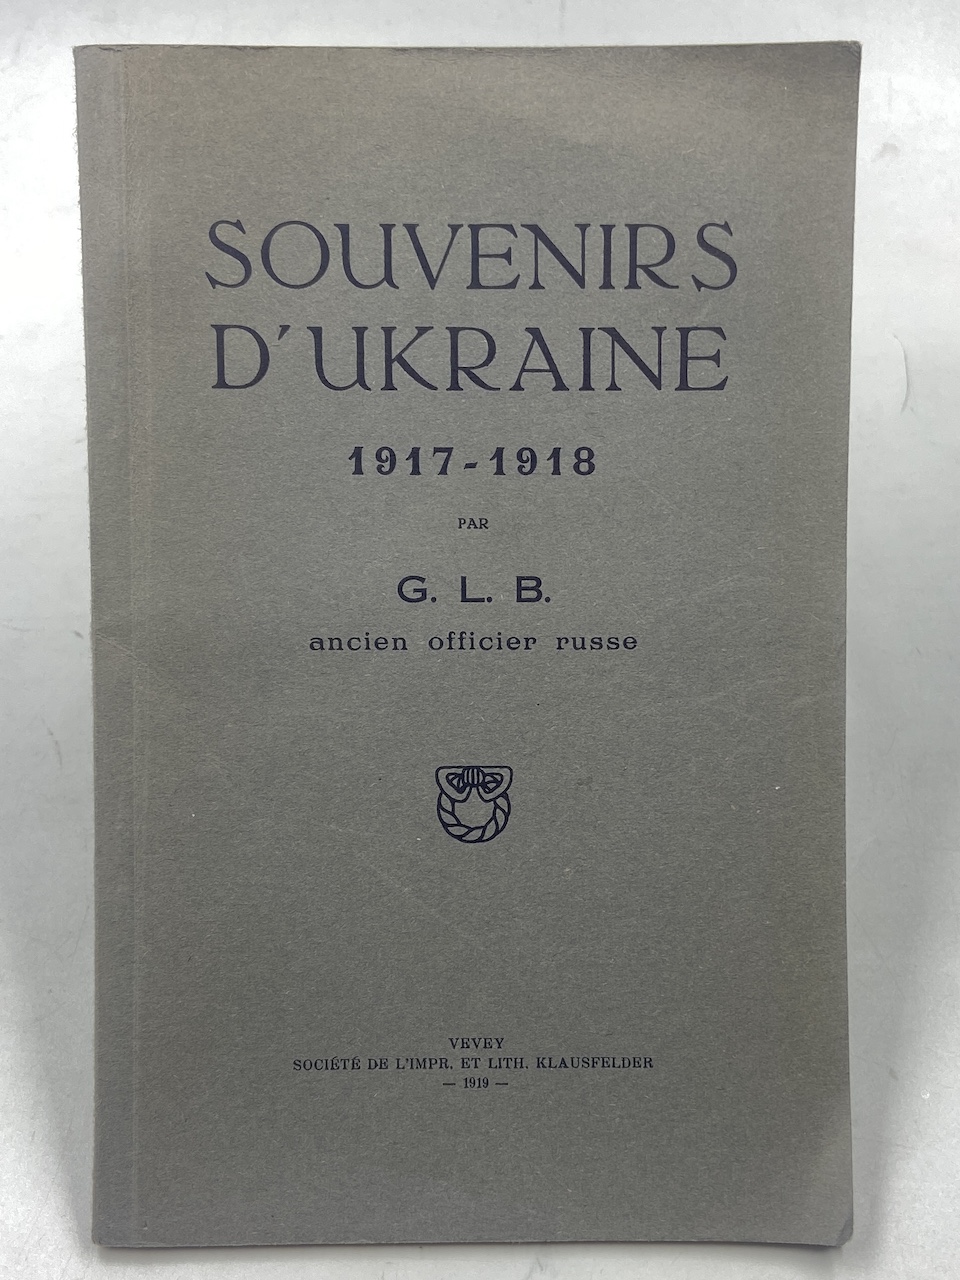 SOUVENIRS
D'UKRAINE
1917-1918
PAR
G. L. B.
ancien officier russe
VEVEY
SOCIÉTÉ DE L'IMPR. ET LITH. KLAUSFELDER
— 1919 —